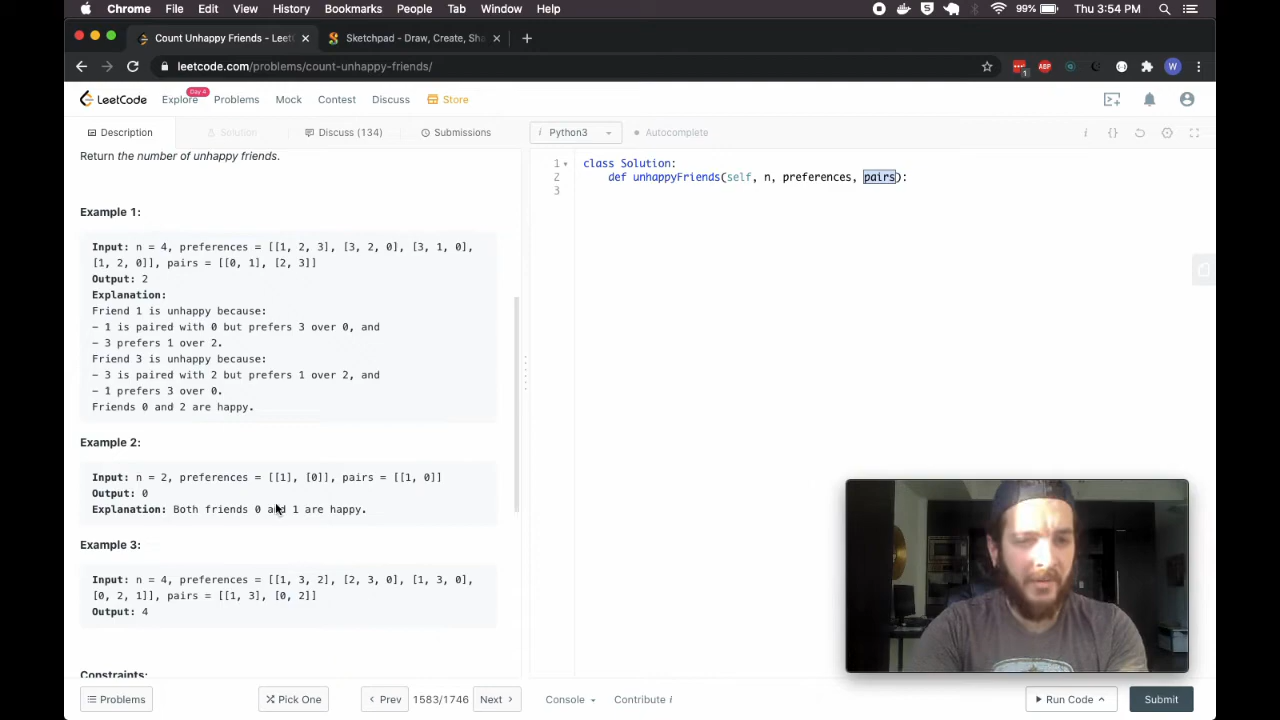 Chrome File Edit View History Bookmarks People Tab Window Help 99% Thu 3:54 PM
Count Unhappy Friends - LeetC Sketchpad - Draw, Create, Sha
leetcode.com/problems/count-unhappy-friends/ ABP W
LeetCode Explore Day 4 Problems Mock Contest Discuss Store
Description Solution Discuss (134) Submissions i Python3 Autocomplete
Return the number of unhappy friends.
Example 1:
Input: n = 4, preferences = [[1, 2, 3], [3, 2, 0], [3, 1, 0],
[1, 2, 0]], pairs = [[0, 1], [2, 3]]
Output: 2
Explanation:
Friend 1 is unhappy because:
- 1 is paired with 0 but prefers 3 over 0, and
- 3 prefers 1 over 2.
Friend 3 is unhappy because:
- 3 is paired with 2 but prefers 1 over 2, and
- 1 prefers 3 over 0.
Friends 0 and 2 are happy.
Example 2:
Input: n = 2, preferences = [[1], [0]], pairs = [[1, 0]]
Output: 0
Explanation: Both friends 0 and 1 are happy.
Example 3:
Input: n = 4, preferences = [[1, 3, 2], [2, 3, 0], [1, 3, 0],
[0, 2, 1]], pairs = [[1, 3], [0, 2]]
Output: 4
Constraints:
1 class Solution:
2 def unhappyFriends(self, n, preferences, pairs):
3
Problems Pick One Prev 1583/1746 Next Console Contribute i Run Code Submit